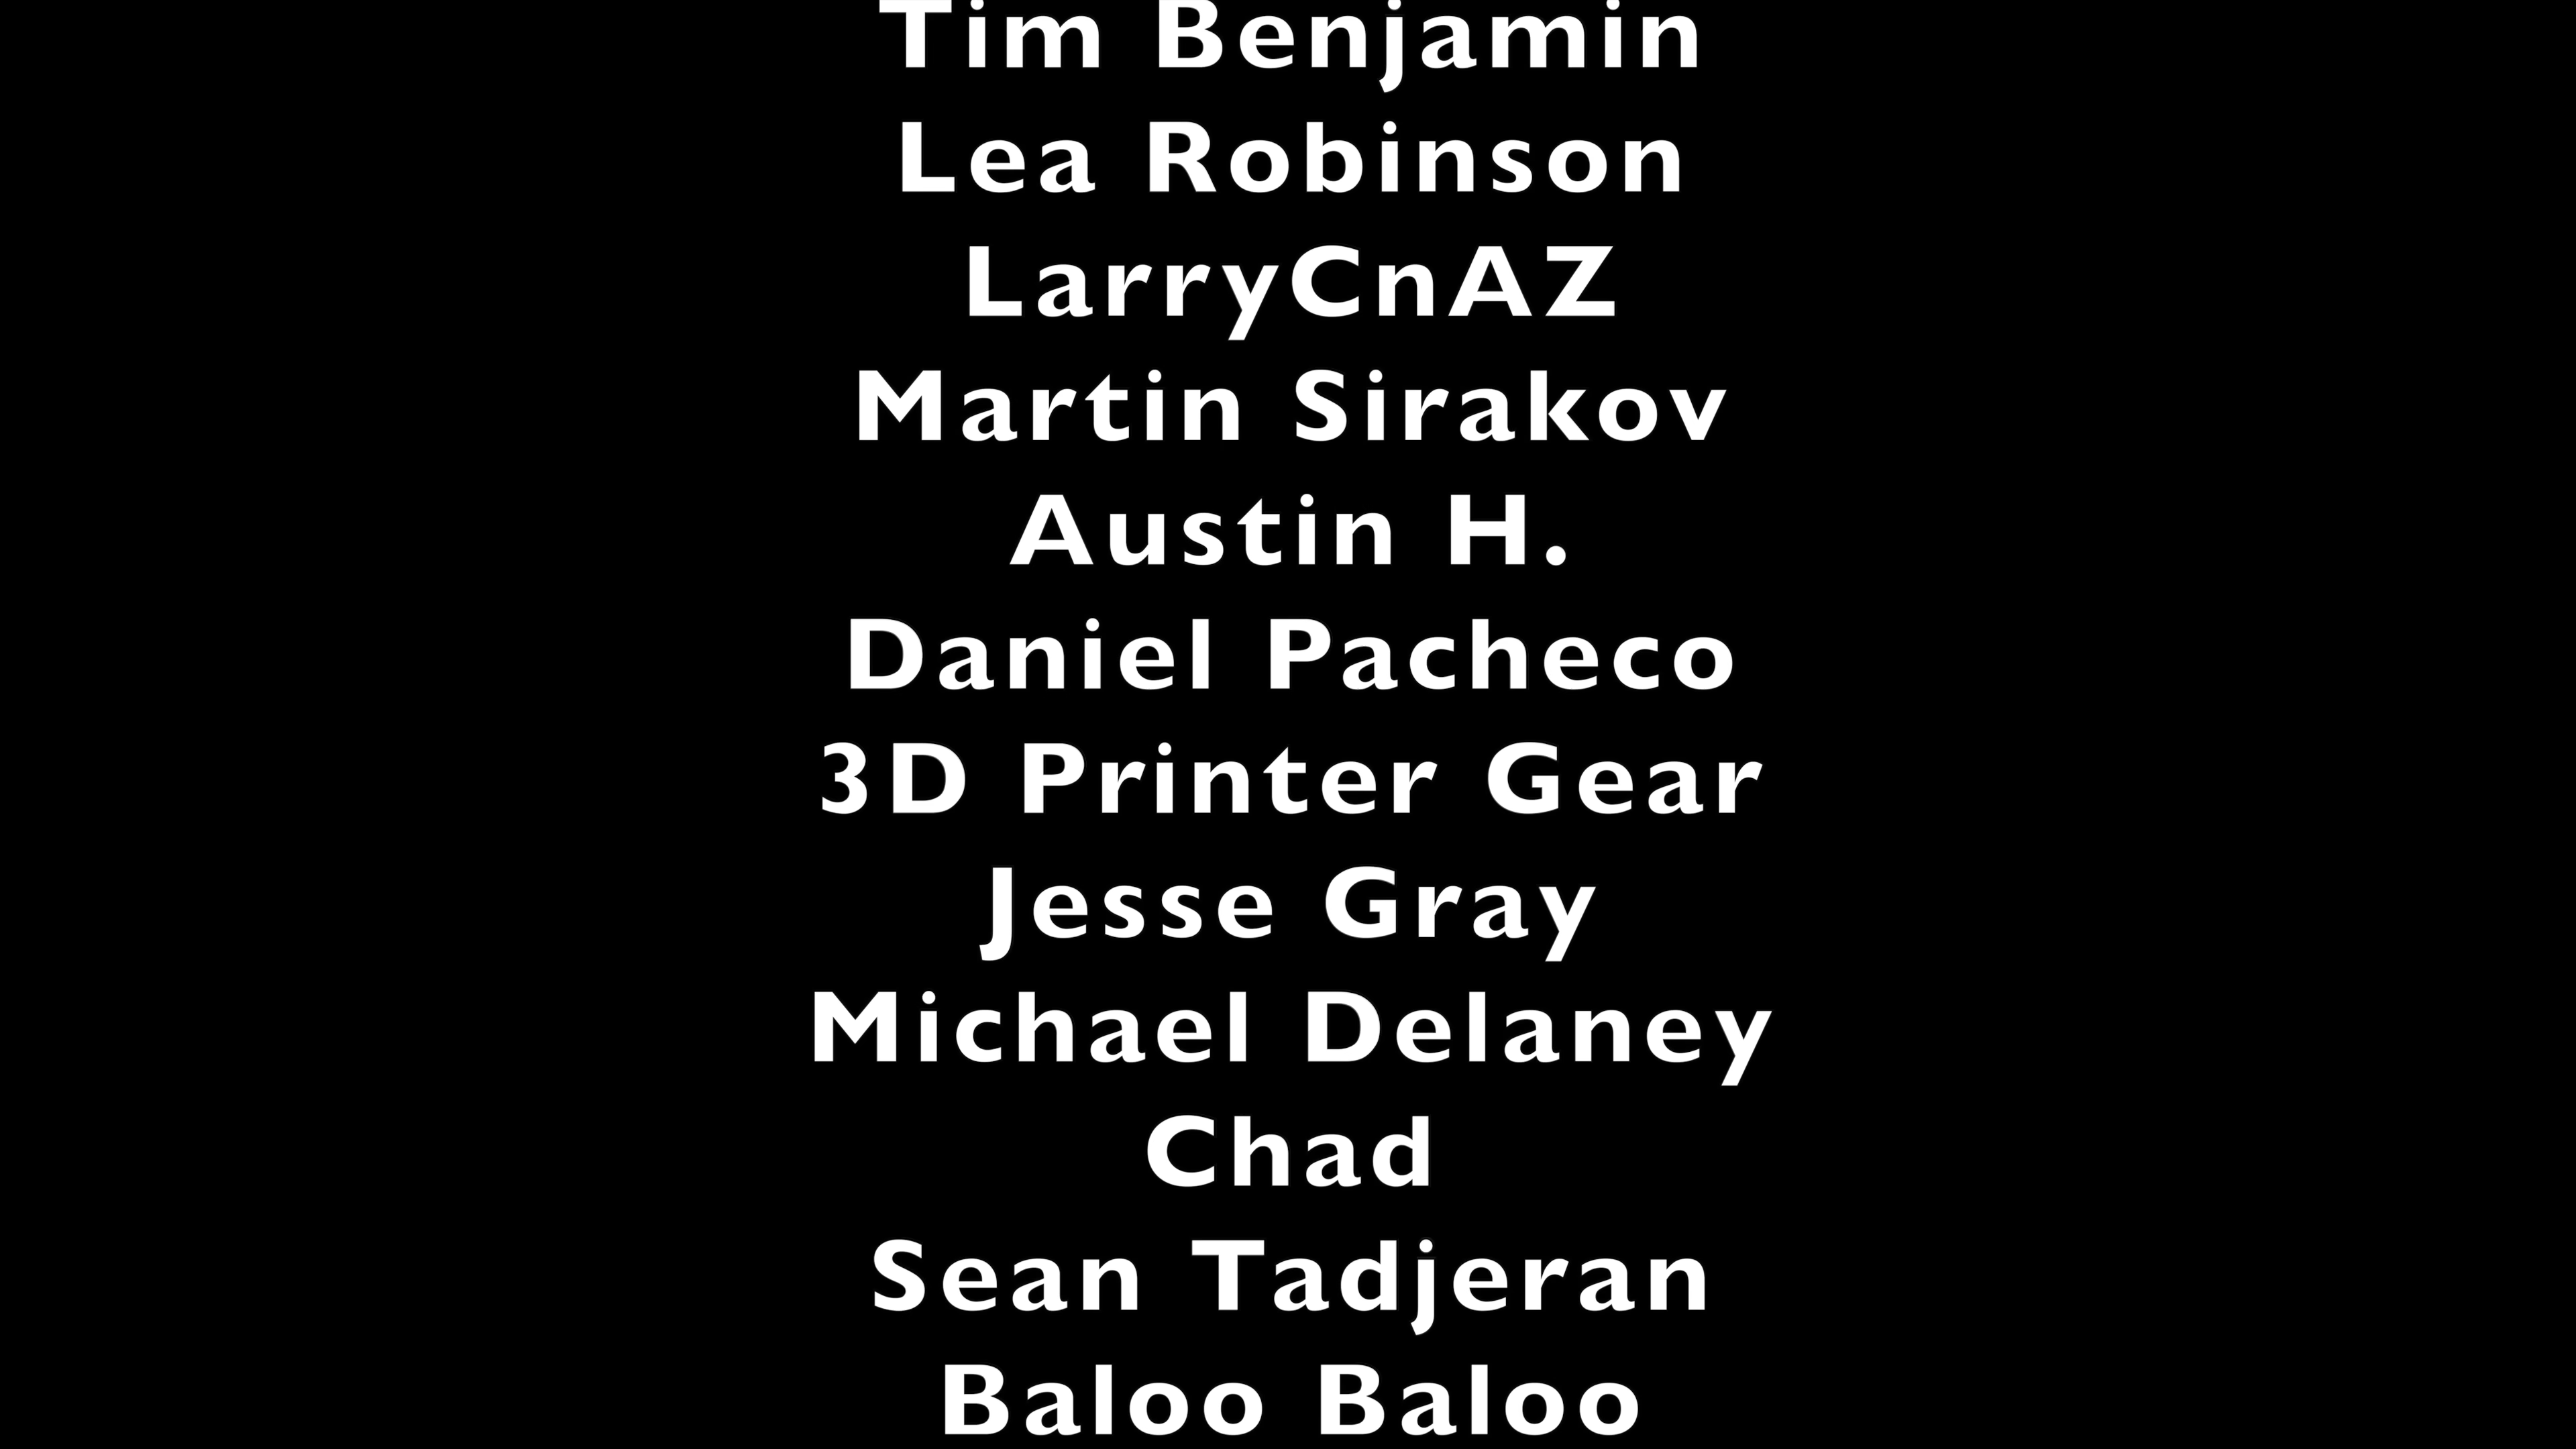 Tim Benjamin
Lea Robinson
LarryCnAZ
Martin Sirakov
Austin H.
Daniel Pacheco
3D Printer Gear
Jesse Gray
Michael Delaney
Chad
Sean Tadjeran
Baloo Baloo